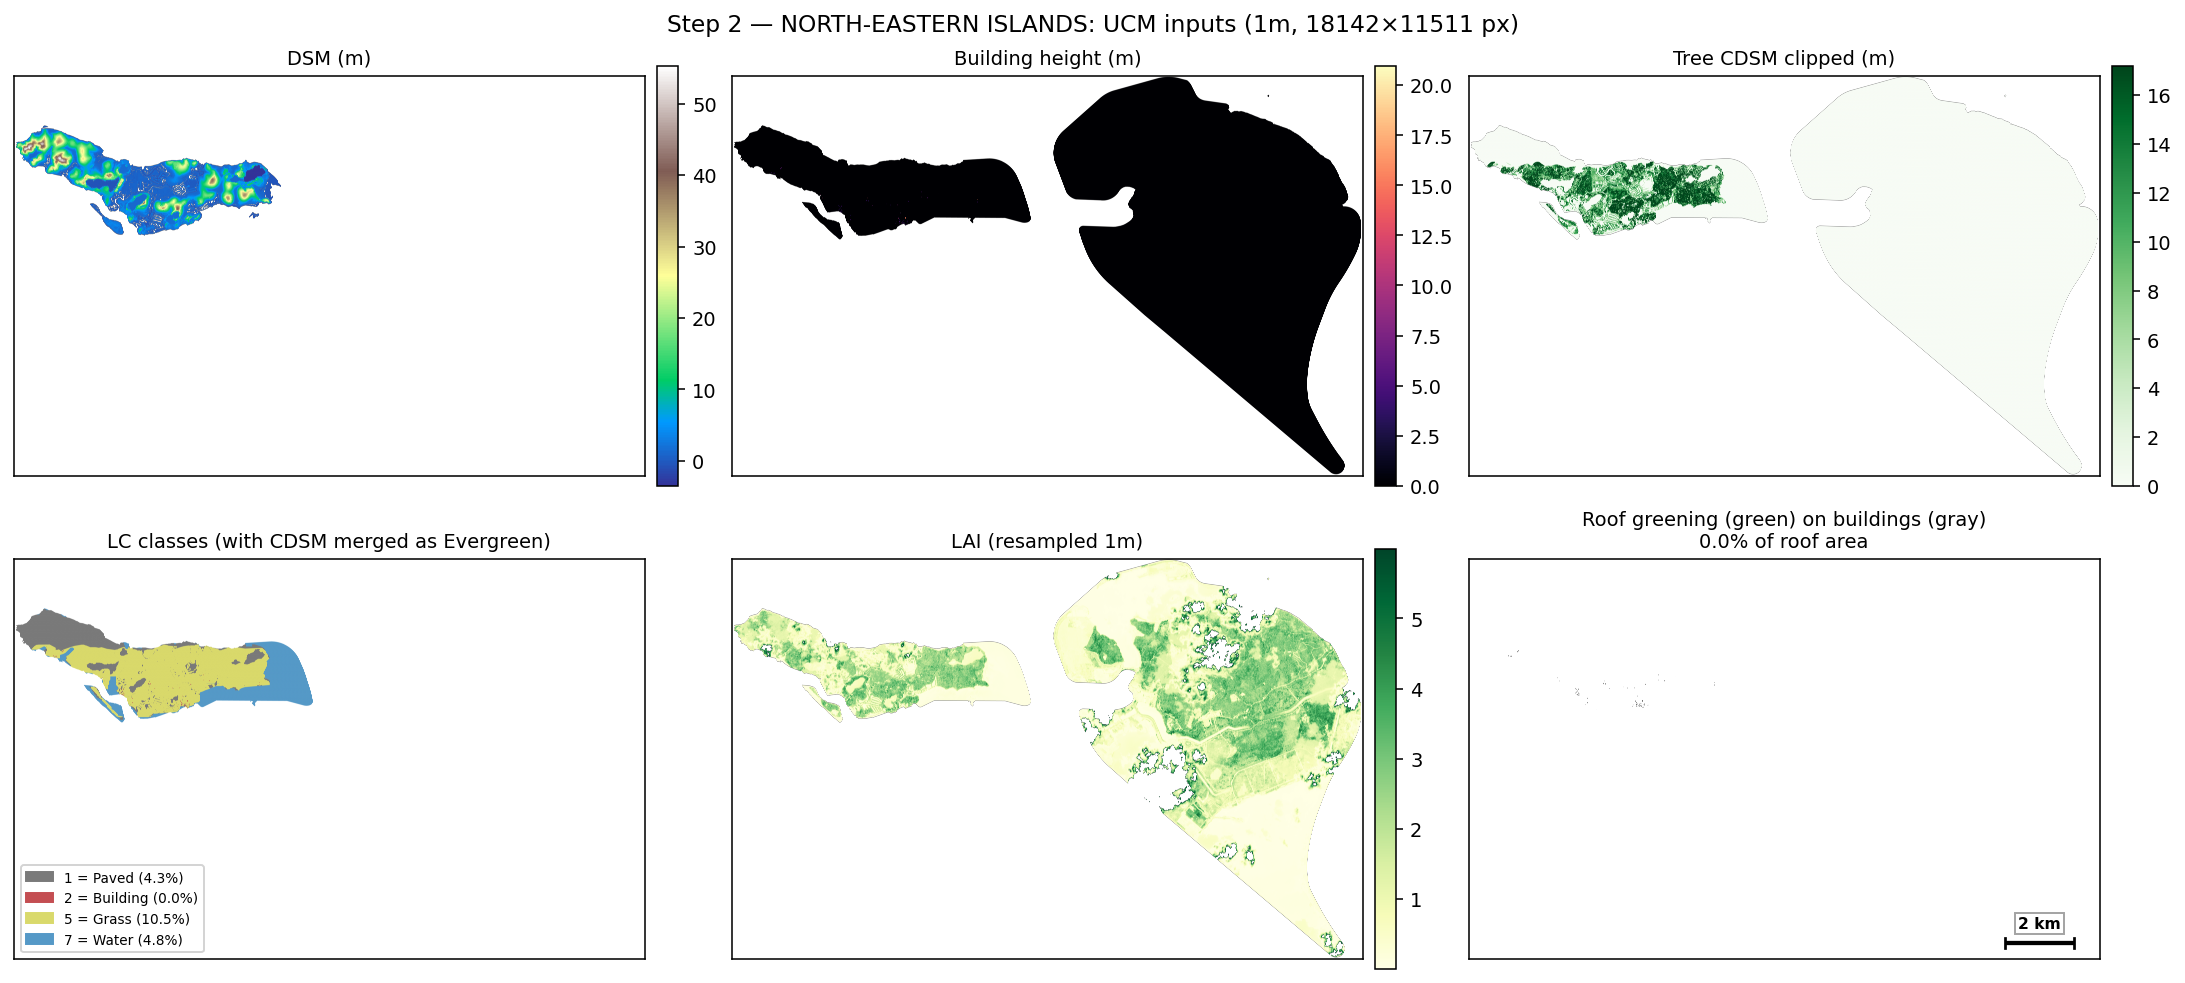 Step 2 — NORTH-EASTERN ISLANDS: UCM inputs (1m, 18142×11511 px)
DSM (m)
50
40
30
20
10
0
Building height (m)
20.0
17.5
15.0
12.5
10.0
7.5
5.0
2.5
0.0
Tree CDSM clipped (m)
16
14
12
10
8
6
4
2
0
LC classes (with CDSM merged as Evergreen)
1 = Paved (4.3%)
2 = Building (0.0%)
5 = Grass (10.5%)
7 = Water (4.8%)
LAI (resampled 1m)
5
4
3
2
1
Roof greening (green) on buildings (gray)
0.0% of roof area
2 km